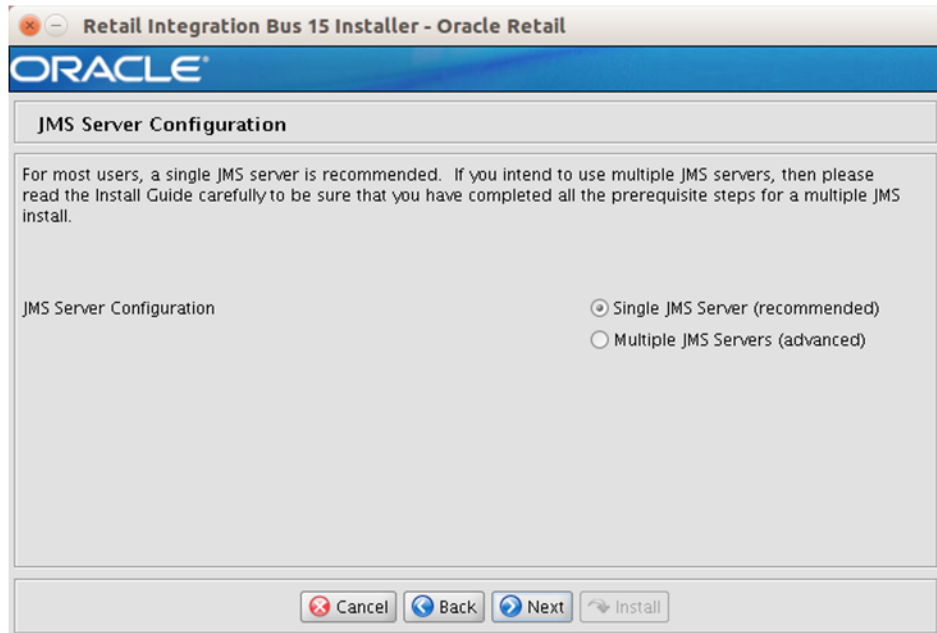 Retail Integration Bus 15 Installer - Oracle Retail
ORACLE
JMS Server Configuration
For most users, a single JMS server is recommended. If you intend to use multiple JMS servers, then please
read the Install Guide carefully to be sure that you have completed all the prerequisite steps for a multiple JMS
install.
JMS Server Configuration
Single JMS Server (recommended)
Multiple JMS Servers (advanced)
Cancel Back Next Install